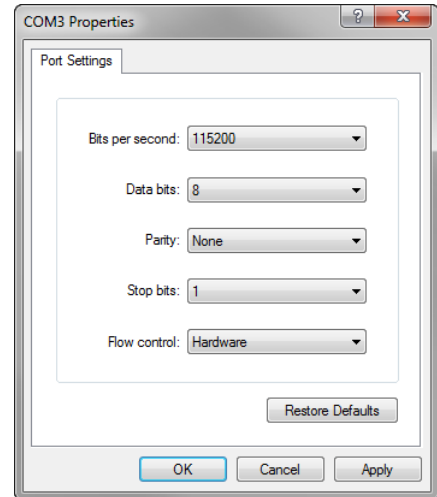 COM3 Properties
Port Settings
Bits per second: 115200
Data bits: 8
Parity: None
Stop bits: 1
Flow control: Hardware
Restore Defaults
OK Cancel Apply